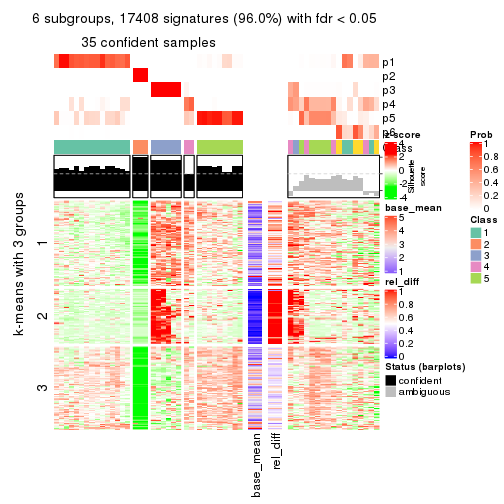 6 subgroups, 17408 signatures (96.0%) with fdr < 0.05
35 confident samples
p1
p2
p3
p4
p5
p6
Class
z-score
4
2
0
-2
-4
Silhouette
score
base_mean
5
4
3
2
1
rel_diff
1
0.8
0.6
0.4
0.2
0
Status (barplots)
confident
ambiguous
Prob
1
0.8
0.6
0.4
0.2
0
Class
1
2
3
4
5
k-means with 3 groups
1
2
3
base_mean
rel_diff